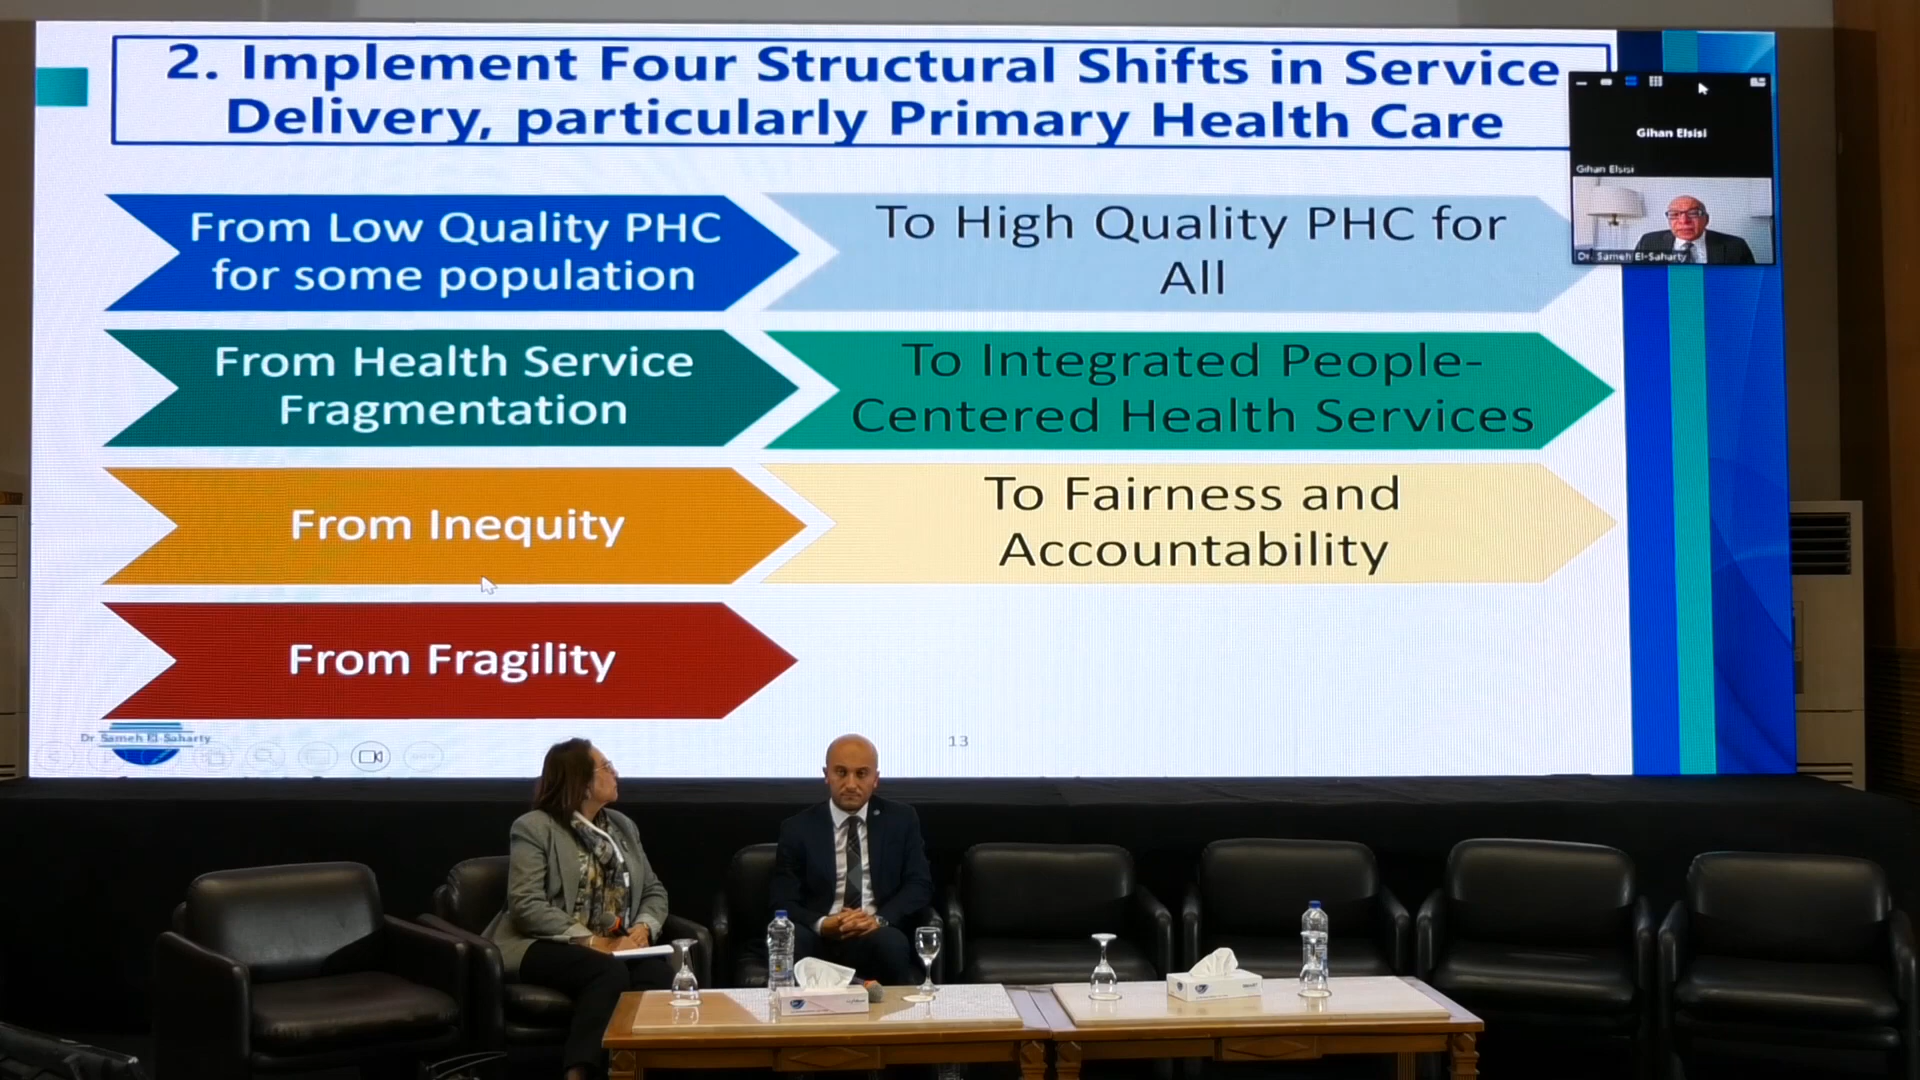 2. Implement Four Structural Shifts in Service
Delivery, particularly Primary Health Care
From Low Quality PHC
for some population
To High Quality PHC for
All
From Health Service
Fragmentation
To Integrated People-
Centered Health Services
From Inequity
To Fairness and
Accountability
From Fragility
Dr Sameh El-Saharty
13
Gihan Elsisi
Gihan Elsisi
Dr. Sameh El-Saharty